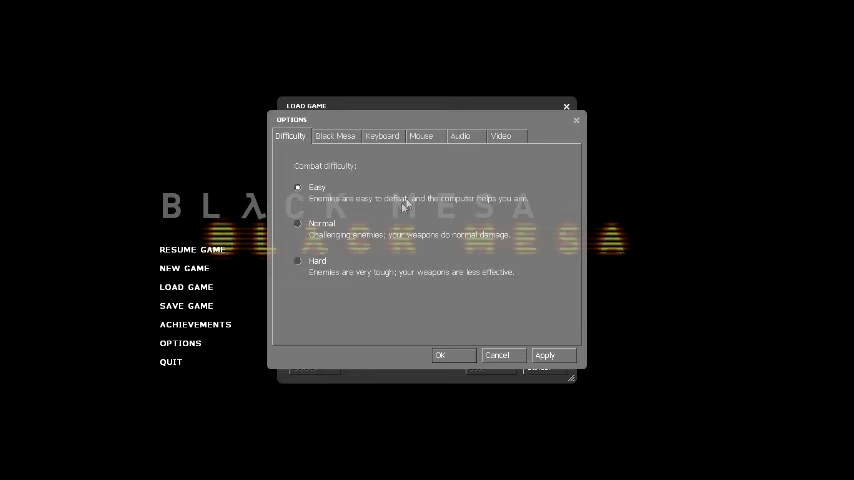 LOAD GAME
OPTIONS
Difficulty Black Mesa Keyboard Mouse Audio Video
Combat difficulty:
Easy
Enemies are easy to defeat, and the computer helps you aim.
BLΛCK MESA
Normal
Challenging enemies; your weapons do normal damage.
BLACK MESA
RESUME GAME
Hard
NEW GAME
Enemies are very tough; your weapons are less effective.
LOAD GAME
SAVE GAME
ACHIEVEMENTS
OPTIONS
OK Cancel Apply
QUIT